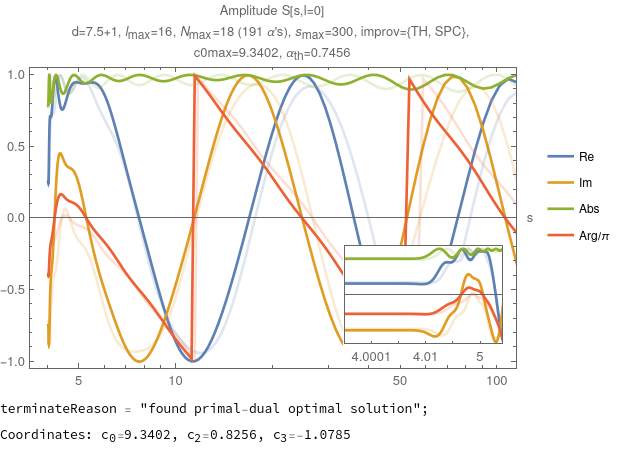 Amplitude S[s,l=0]
d=7.5+1, lmax=16, Nmax=18 (191 α's), smax=300, improv={TH, SPC},
c0max=9.3402, αth=0.7456
1.0
0.5
0.0
−0.5
−1.0
5
10
50
100
s
4.0001
4.01
5
Re
Im
Abs
Arg/π
terminateReason = "found primal-dual optimal solution";
Coordinates: c0=9.3402, c2=0.8256, c3=-1.0785